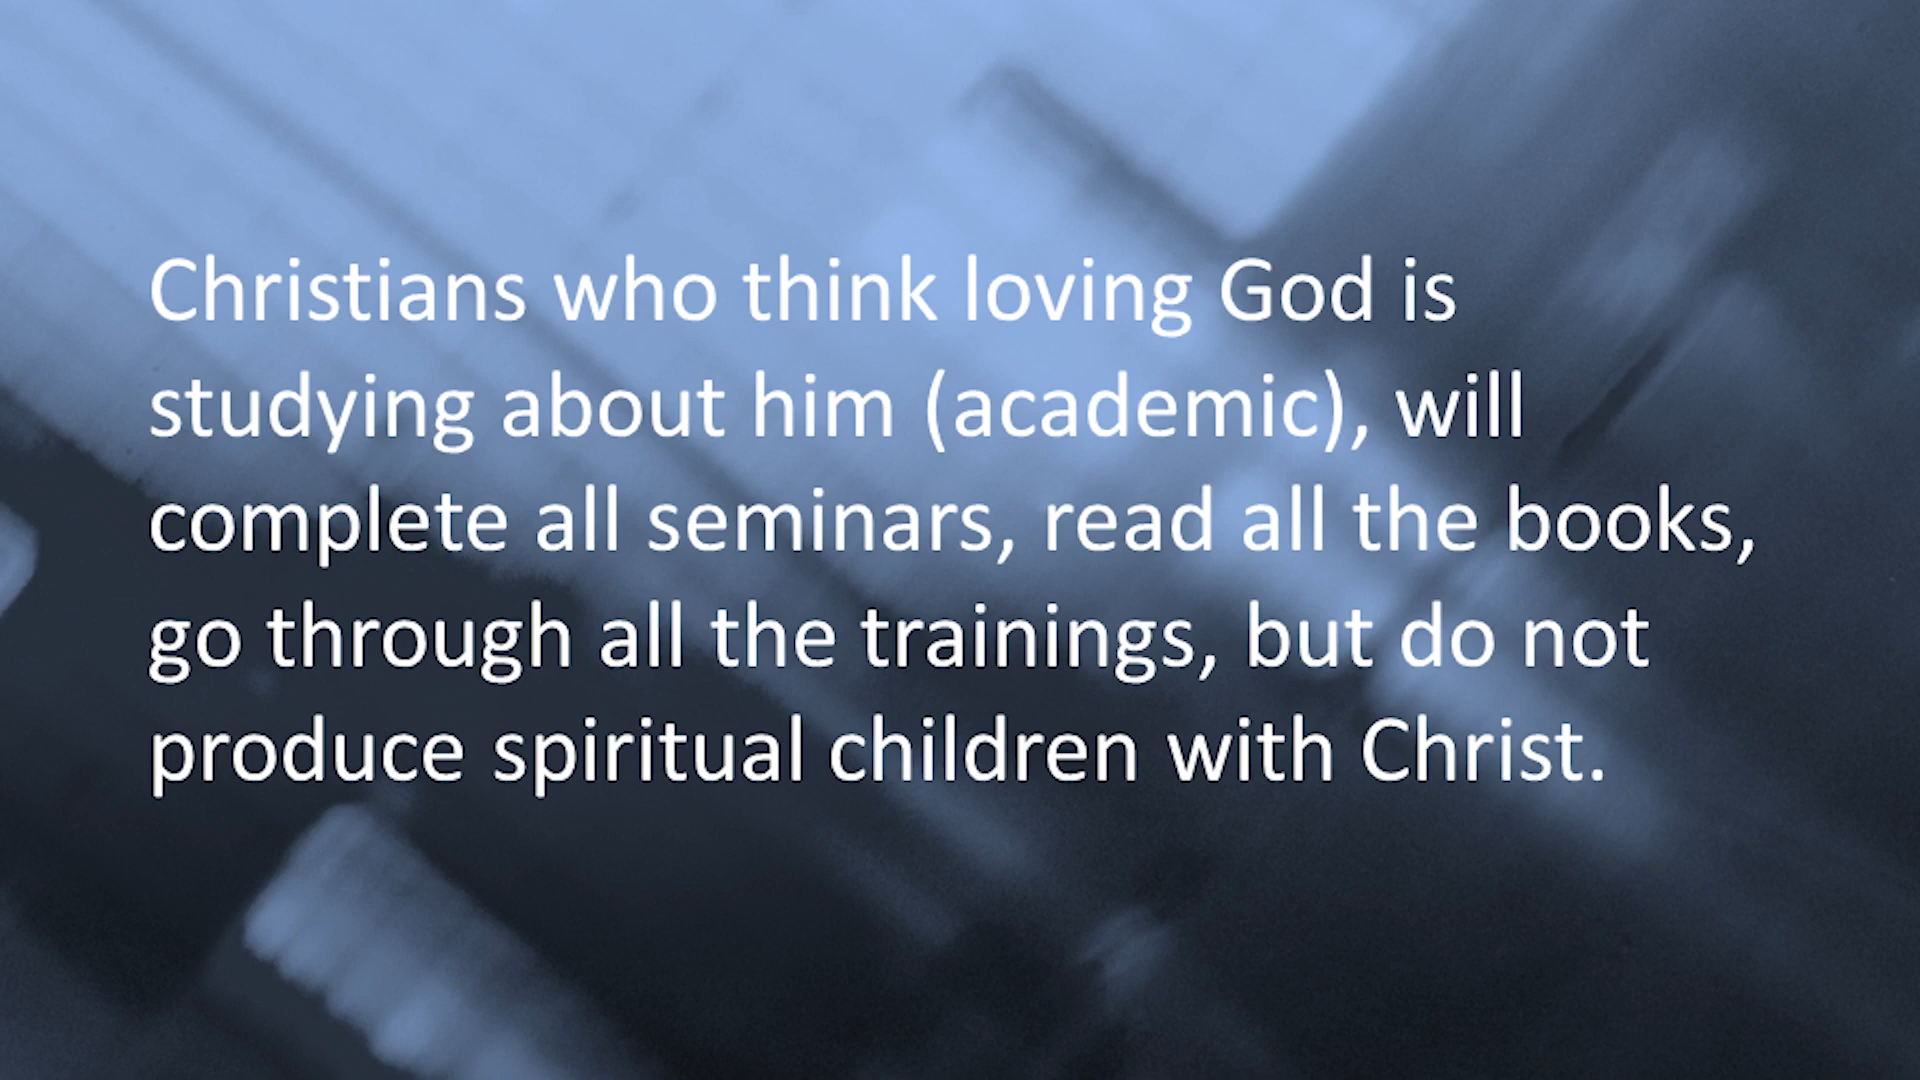 Christians who think loving God is
studying about him (academic), will
complete all seminars, read all the books,
go through all the trainings, but do not
produce spiritual children with Christ.